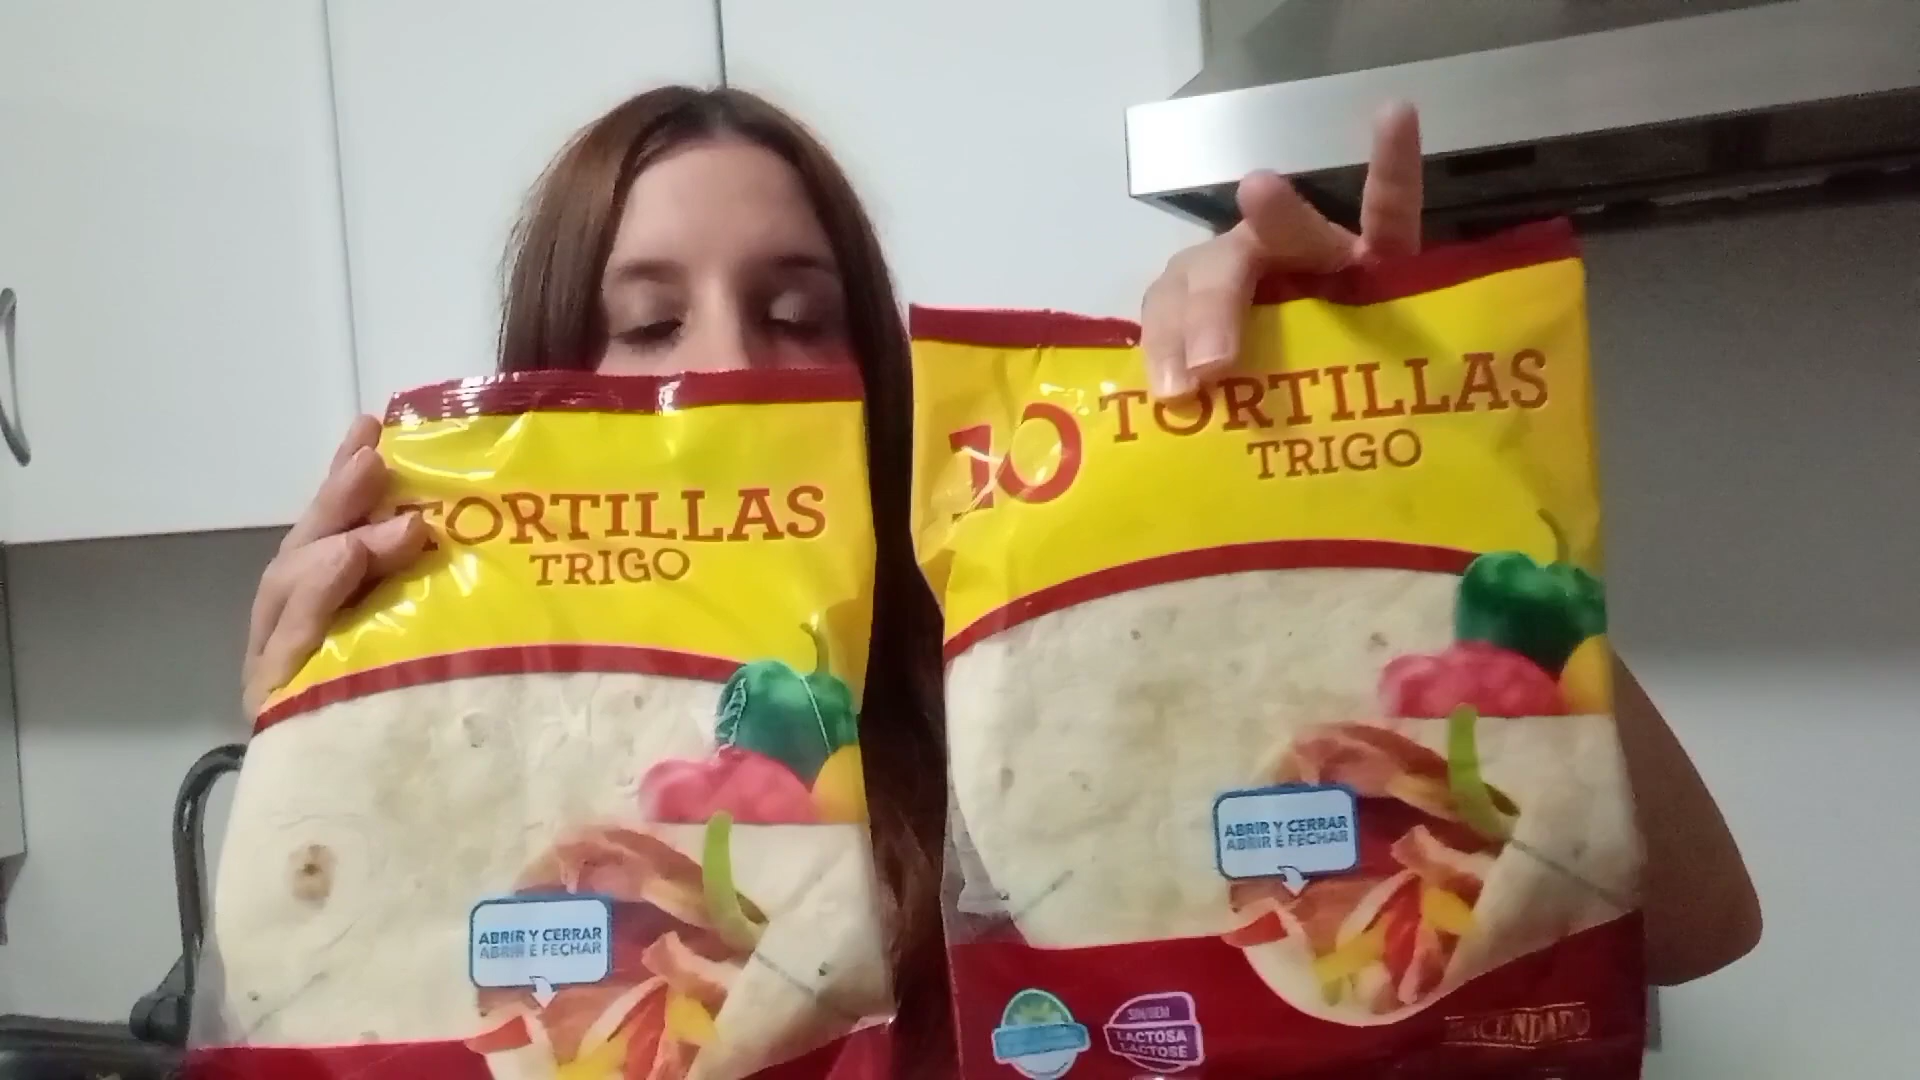 TORTILLAS
TRIGO
ABRIR Y CERRAR
ABRIR E FECHAR
10 TORTILLAS
TRIGO
ABRIR Y CERRAR
ABRIR E FECHAR
SIN/SEM
LACTOSA
LACTOSE
HACENDADO